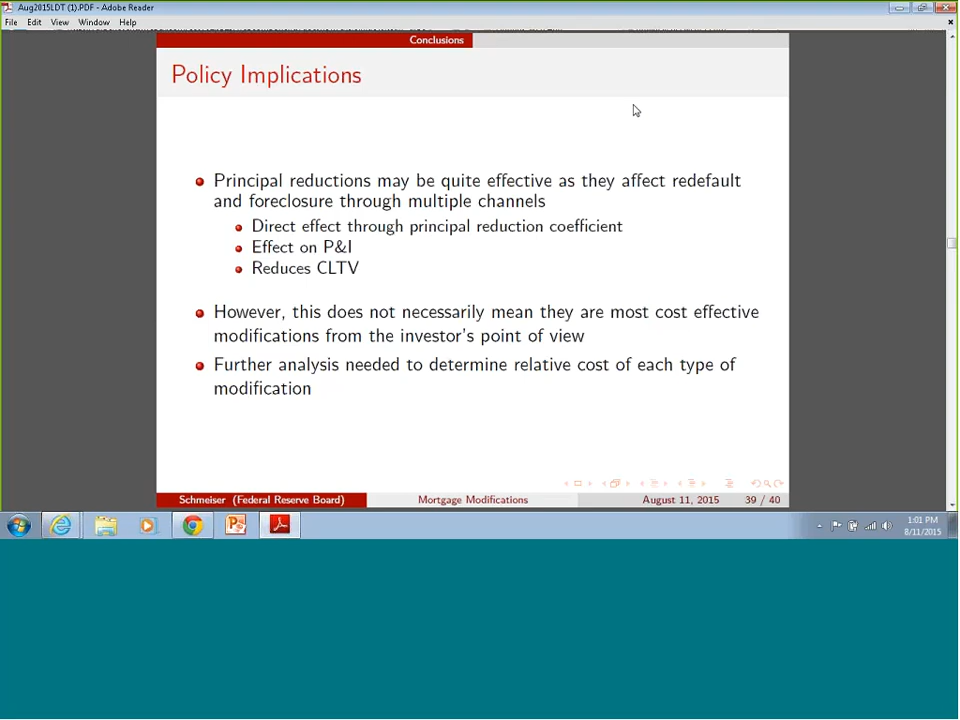 Aug2015LDT (1).PDF - Adobe Reader
File Edit View Window Help
Conclusions
Policy Implications
Principal reductions may be quite effective as they affect redefault
and foreclosure through multiple channels
Direct effect through principal reduction coefficient
Effect on P&I
Reduces CLTV
However, this does not necessarily mean they are most cost effective
modifications from the investor's point of view
Further analysis needed to determine relative cost of each type of
modification
Schmeiser (Federal Reserve Board) Mortgage Modifications August 11, 2015 39 / 40
1:01 PM
8/11/2015